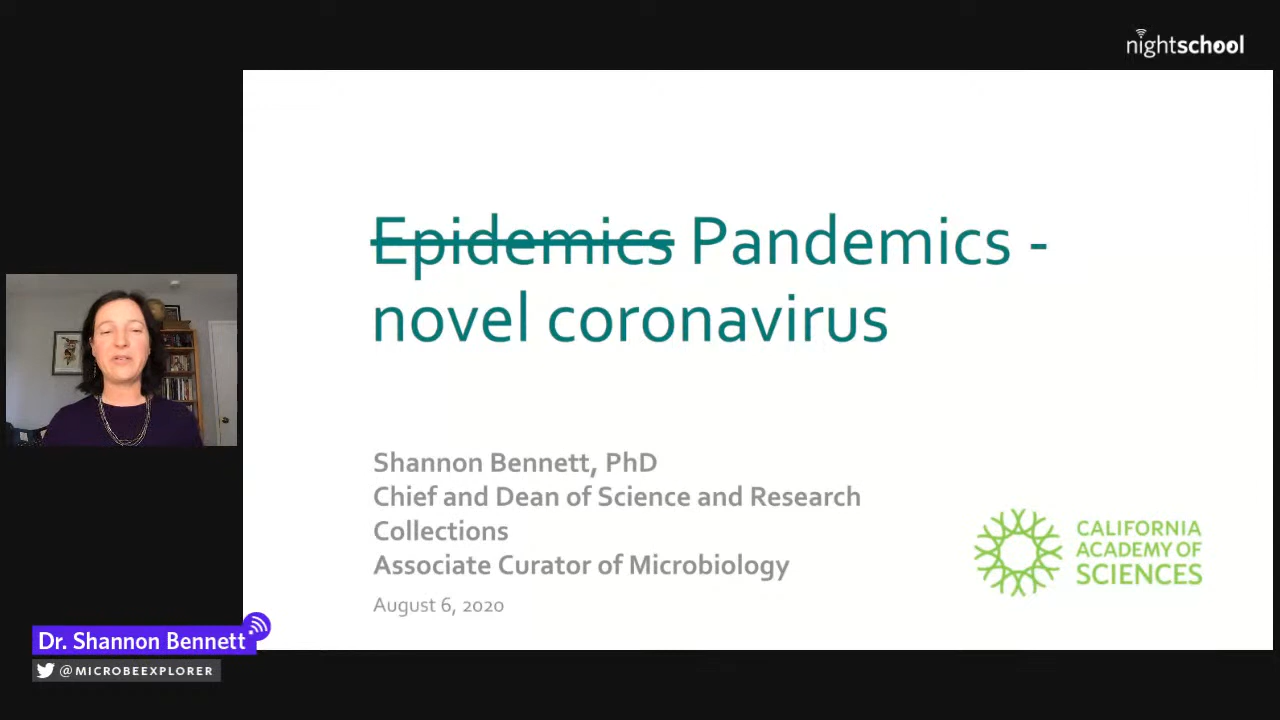 nightschool
Epidemics Pandemics -
novel coronavirus
Shannon Bennett, PhD
Chief and Dean of Science and Research
Collections
Associate Curator of Microbiology
August 6, 2020
CALIFORNIA
ACADEMY OF
SCIENCES
Dr. Shannon Bennett
@MICROBEEXPLORER